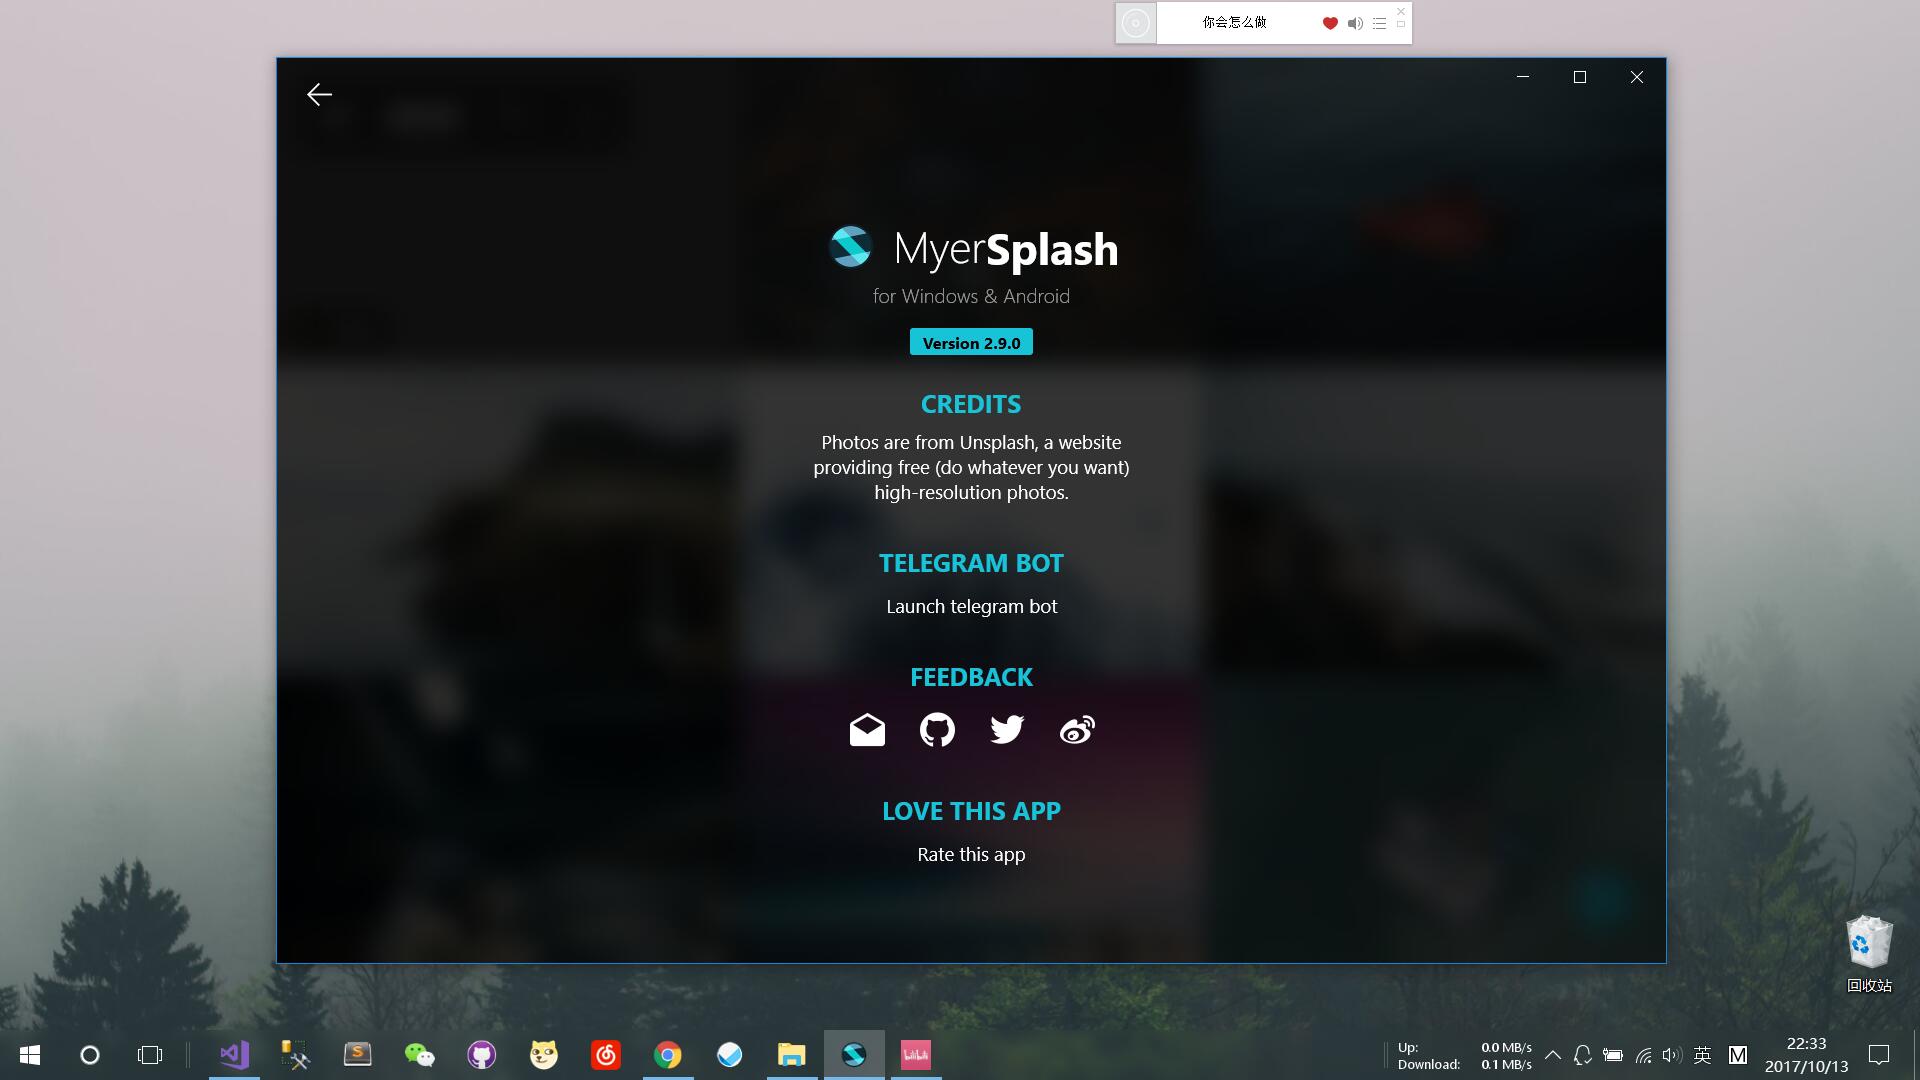 你会怎么做
MyerSplash
for Windows & Android
Version 2.9.0
CREDITS
Photos are from Unsplash, a website
providing free (do whatever you want)
high-resolution photos.
TELEGRAM BOT
Launch telegram bot
FEEDBACK
LOVE THIS APP
Rate this app
回收站
Up: 0.0 MB/s
Download: 0.1 MB/s
英
M
22:33
2017/10/13